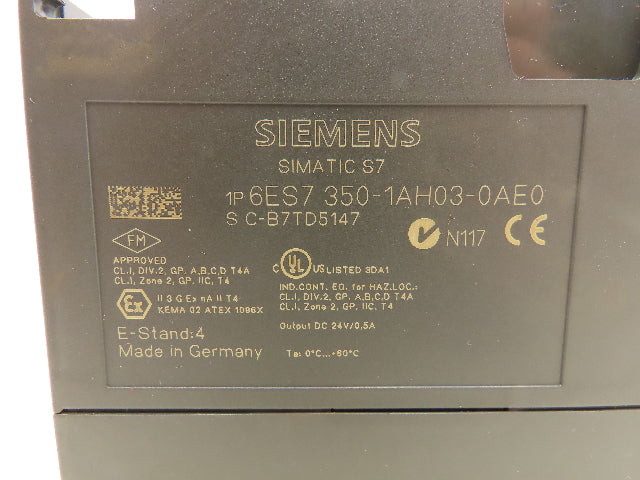 SIEMENS
SIMATIC S7
1P 6ES7 350-1AH03-0AE0
S C-B7TD5147
N117 CE
FM
APPROVED
CL.I, DIV.2, GP. A,B,C,D T4A
CL.I, Zone 2, GP. IIC, T4
C UL US LISTED 3DA1
IND.CONT. EQ. for HAZ.LOC.:
CL.I, DIV.2, GP. A,B,C,D T4A
CL.I, Zone 2, GP. IIC, T4
Ex II 3 G Ex nA II T4
KEMA 02 ATEX 1096X
Output DC 24V/0,5A
E-Stand:4
Made in Germany
Ta: 0°C...+60°C